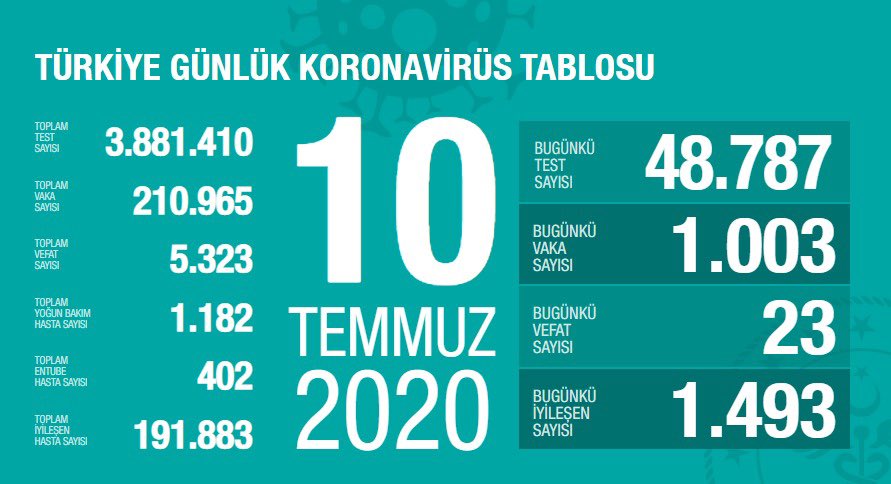 TÜRKİYE GÜNLÜK KORONAVİRÜS TABLOSU
TOPLAM
TEST
SAYISI
3.881.410
TOPLAM
VAKA
SAYISI
210.965
TOPLAM
VEFAT
SAYISI
5.323
TOPLAM
YOĞUN BAKIM
HASTA SAYISI
1.182
TOPLAM
ENTUBE
HASTA SAYISI
402
TOPLAM
İYİLEŞEN
HASTA SAYISI
191.883
10
TEMMUZ
2020
BUGÜNKÜ
TEST
SAYISI
48.787
BUGÜNKÜ
VAKA
SAYISI
1.003
BUGÜNKÜ
VEFAT
SAYISI
23
BUGÜNKÜ
İYİLEŞEN
SAYISI
1.493